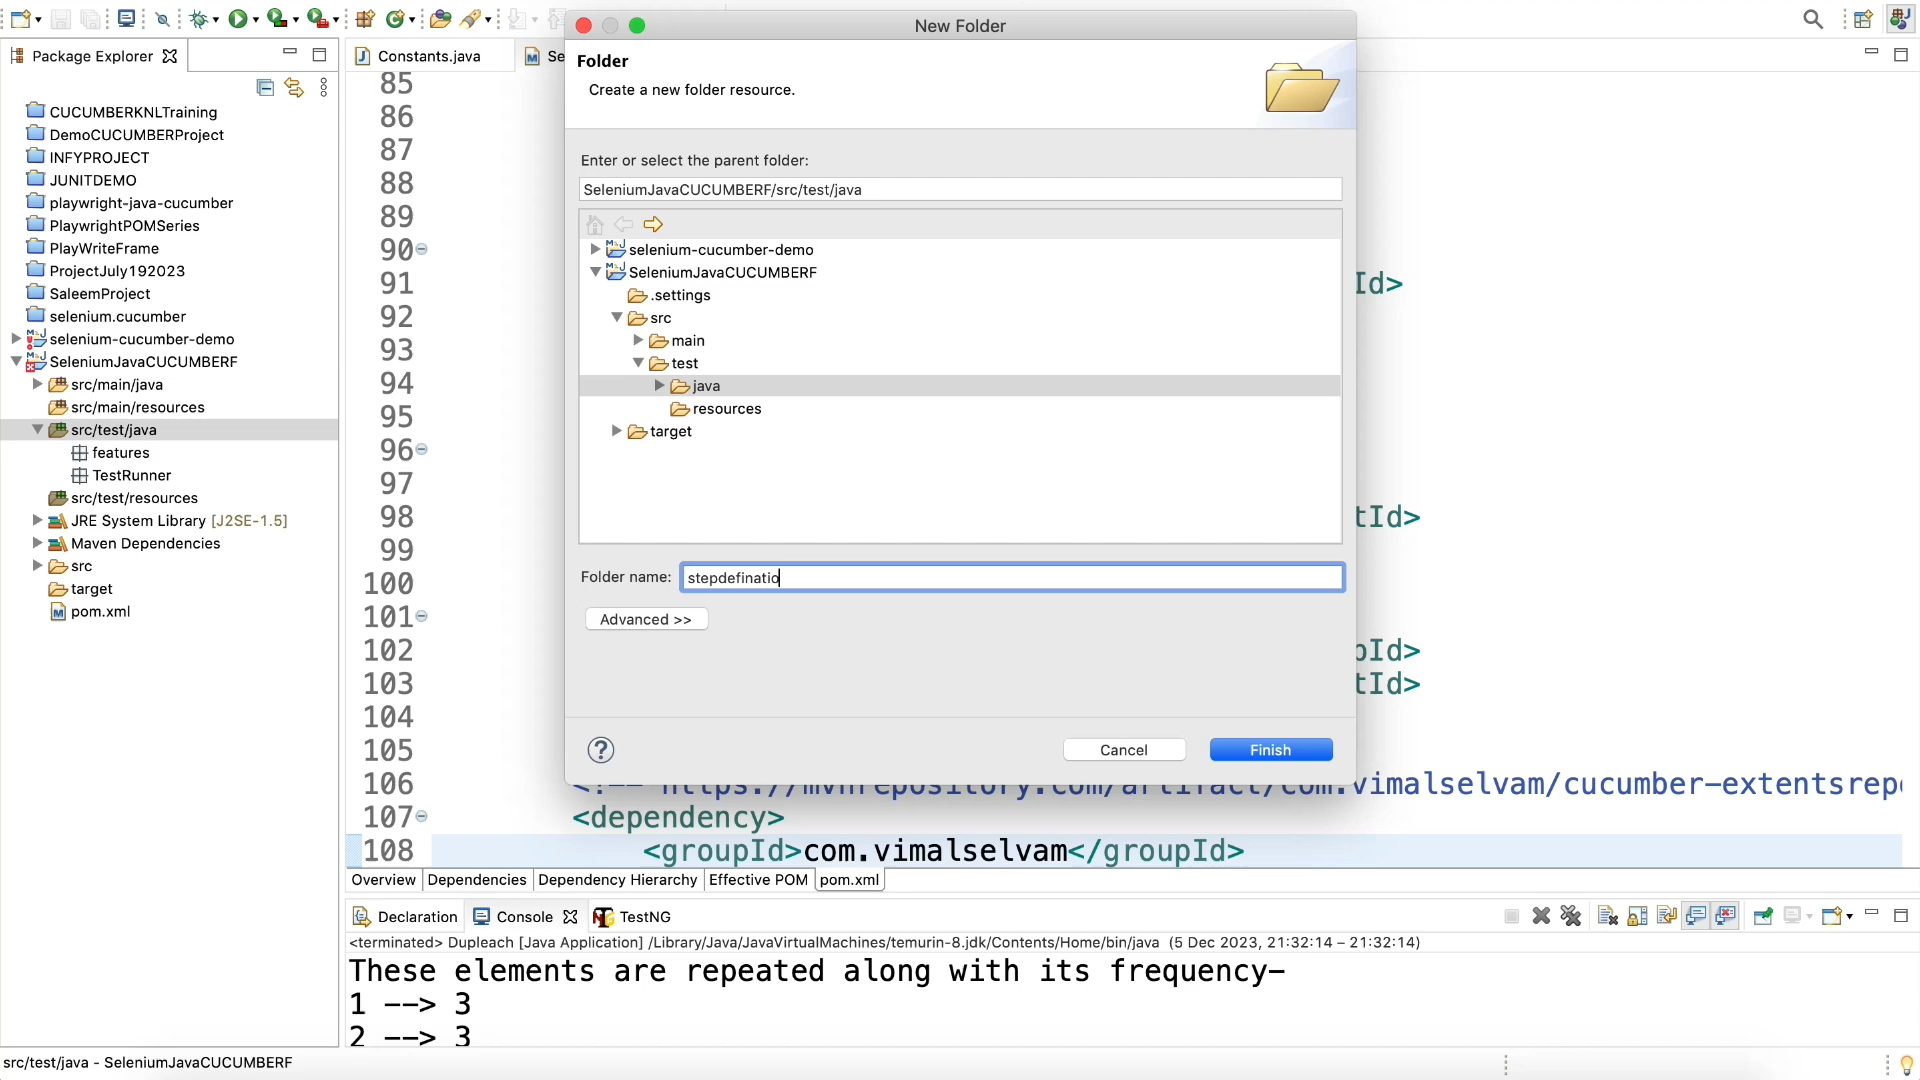 New Folder
Package Explorer
Constants.java
Se
Folder
Create a new folder resource.
CUCUMBERKNLTraining
DemoCUCUMBERProject
INFYPROJECT
JUNITDEMO
playwright-java-cucumber
PlaywrightPOMSeries
PlayWriteFrame
ProjectJuly192023
SaleemProject
selenium.cucumber
selenium-cucumber-demo
SeleniumJavaCUCUMBERF
src/main/java
src/main/resources
src/test/java
features
TestRunner
src/test/resources
JRE System Library [J2SE-1.5]
Maven Dependencies
src
target
pom.xml
85
86
87
88
89
90
91
92
93
94
95
96
97
98
99
100
101
102
103
104
105
106
107
108
Enter or select the parent folder:
SeleniumJavaCUCUMBERF/src/test/java
selenium-cucumber-demo
SeleniumJavaCUCUMBERF
.settings
src
main
test
java
resources
target
Folder name: stepdefinatio
Advanced >>
Cancel
Finish
Id>
tId>
pId>
tId>
<!-- https://mvnrepository.com/artifact/com.vimalselvam/cucumber-extentsrep
<dependency>
<groupId>com.vimalselvam</groupId>
Overview
Dependencies
Dependency Hierarchy
Effective POM
pom.xml
Declaration
Console
TestNG
<terminated> Dupleach [Java Application] /Library/Java/JavaVirtualMachines/temurin-8.jdk/Contents/Home/bin/java (5 Dec 2023, 21:32:14 – 21:32:14)
These elements are repeated along with its frequency-
1 --> 3
2 --> 3
src/test/java - SeleniumJavaCUCUMBERF